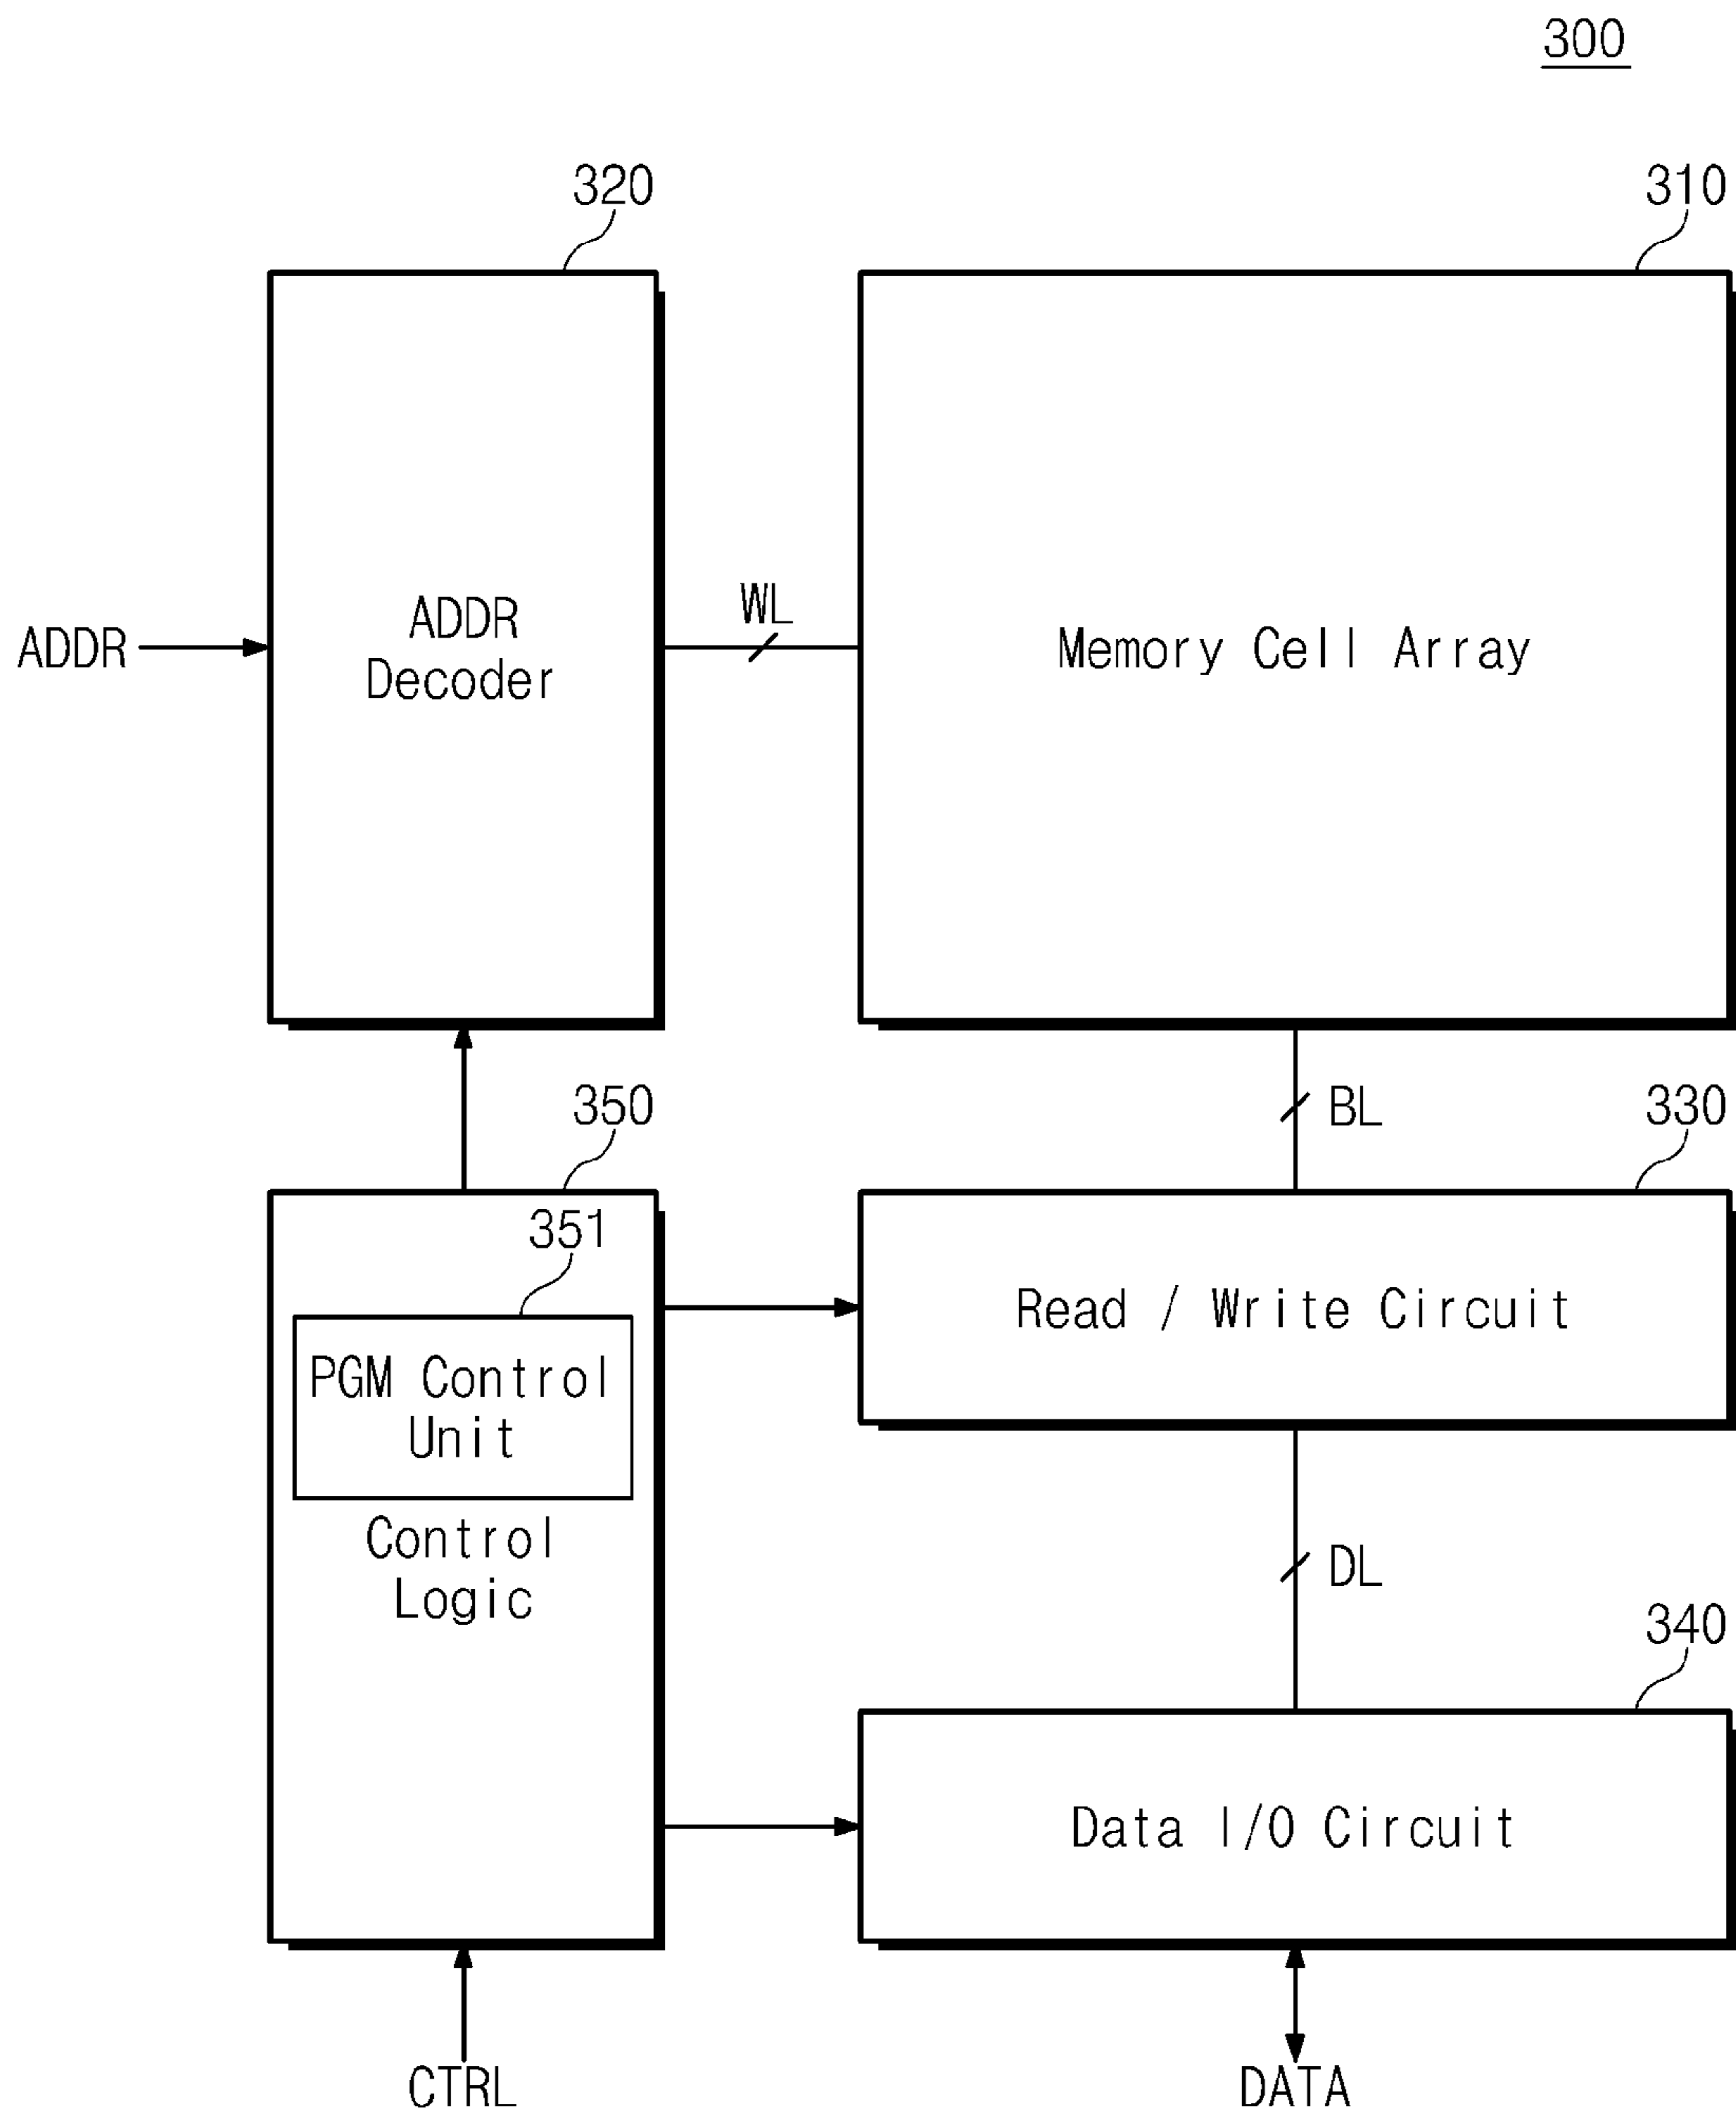 300
320
310
ADDR
ADDR
Decoder
WL
Memory Cell Array
350
BL
330
351
PGM Control
Unit
Read / Write Circuit
Control
Logic
DL
340
Data I/O Circuit
CTRL
DATA